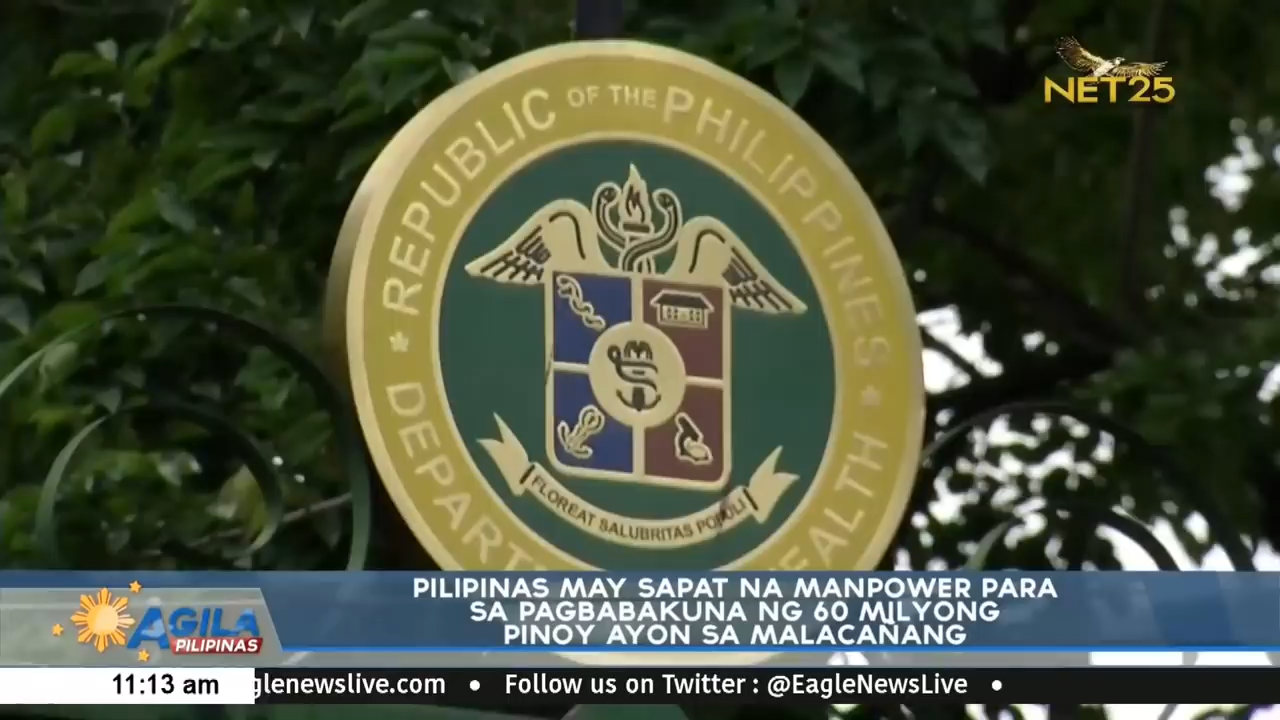 NET25
REPUBLIC OF THE PHILIPPINES
FLOREAT SALUBRITAS POPULI
PILIPINAS MAY SAPAT NA MANPOWER PARA
SA PAGBABAKUNA NG 60 MILYONG
PINOY AYON SA MALACAÑANG
AGILA
PILIPINAS
11:13 am
glenewslive.com • Follow us on Twitter : @EagleNewsLive •